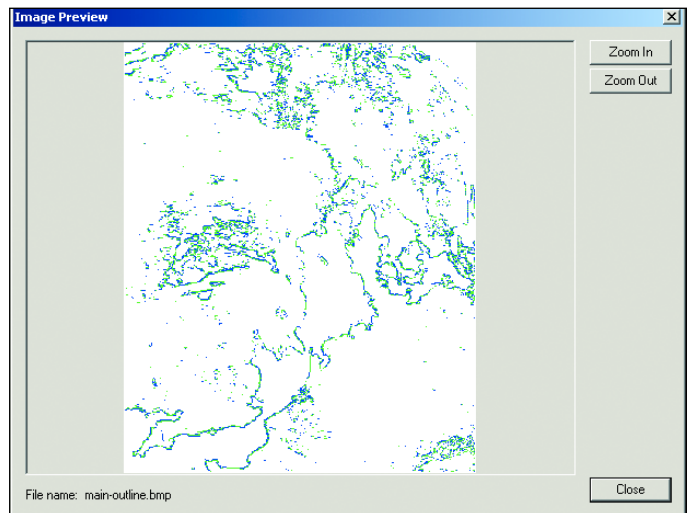 Image Preview
Zoom In
Zoom Out
File name: main-outline.bmp
Close